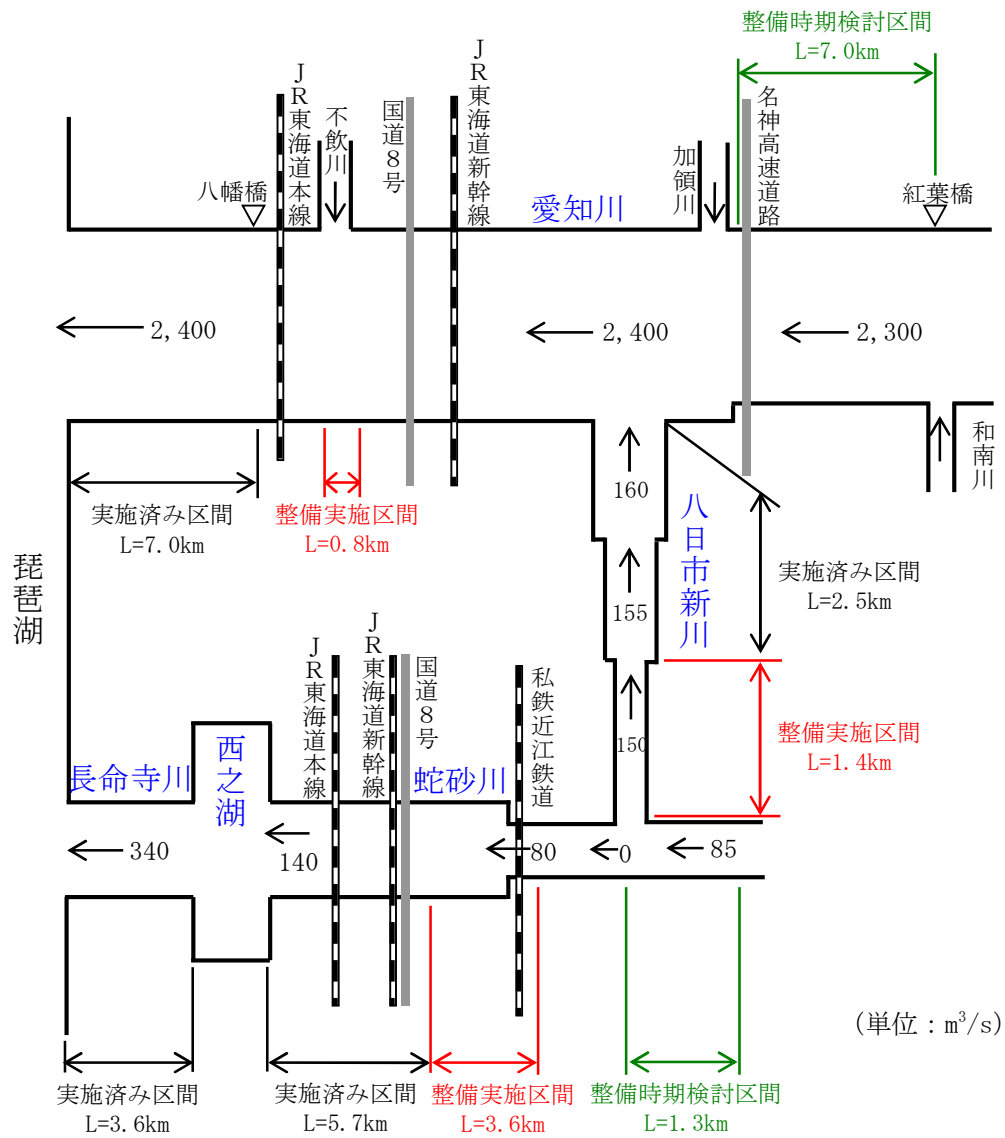 整備時期検討区間
L=7.0km
JR東海道本線
不飲川
国道8号
JR東海道新幹線
加領川
名神高速道路
八幡橋
愛知川
紅葉橋
2,400
2,400
2,300
和南川
160
実施済み区間
L=7.0km
整備実施区間
L=0.8km
八日市新川
琵琶湖
155
実施済み区間
L=2.5km
JR東海道本線
JR東海道新幹線
国道8号
私鉄近江鉄道
150
整備実施区間
L=1.4km
長命寺川
西之湖
蛇砂川
340
140
80
0
85
(単位:m³/s)
実施済み区間
L=3.6km
実施済み区間
L=5.7km
整備実施区間
L=3.6km
整備時期検討区間
L=1.3km